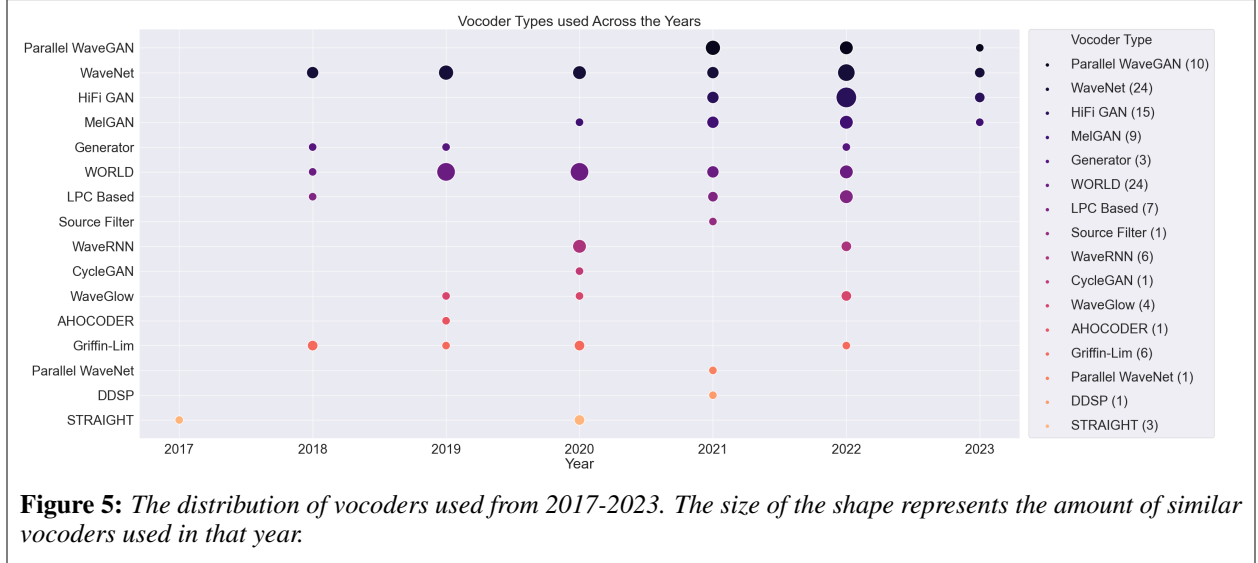 Vocoder Types used Across the Years
Parallel WaveGAN
WaveNet
HiFi GAN
MelGAN
Generator
WORLD
LPC Based
Source Filter
WaveRNN
CycleGAN
WaveGlow
AHOCODER
Griffin-Lim
Parallel WaveNet
DDSP
STRAIGHT
2017 2018 2019 2020 2021 2022 2023
Year
Vocoder Type
Parallel WaveGAN (10)
WaveNet (24)
HiFi GAN (15)
MelGAN (9)
Generator (3)
WORLD (24)
LPC Based (7)
Source Filter (1)
WaveRNN (6)
CycleGAN (1)
WaveGlow (4)
AHOCODER (1)
Griffin-Lim (6)
Parallel WaveNet (1)
DDSP (1)
STRAIGHT (3)
Figure 5: The distribution of vocoders used from 2017-2023. The size of the shape represents the amount of similar
vocoders used in that year.